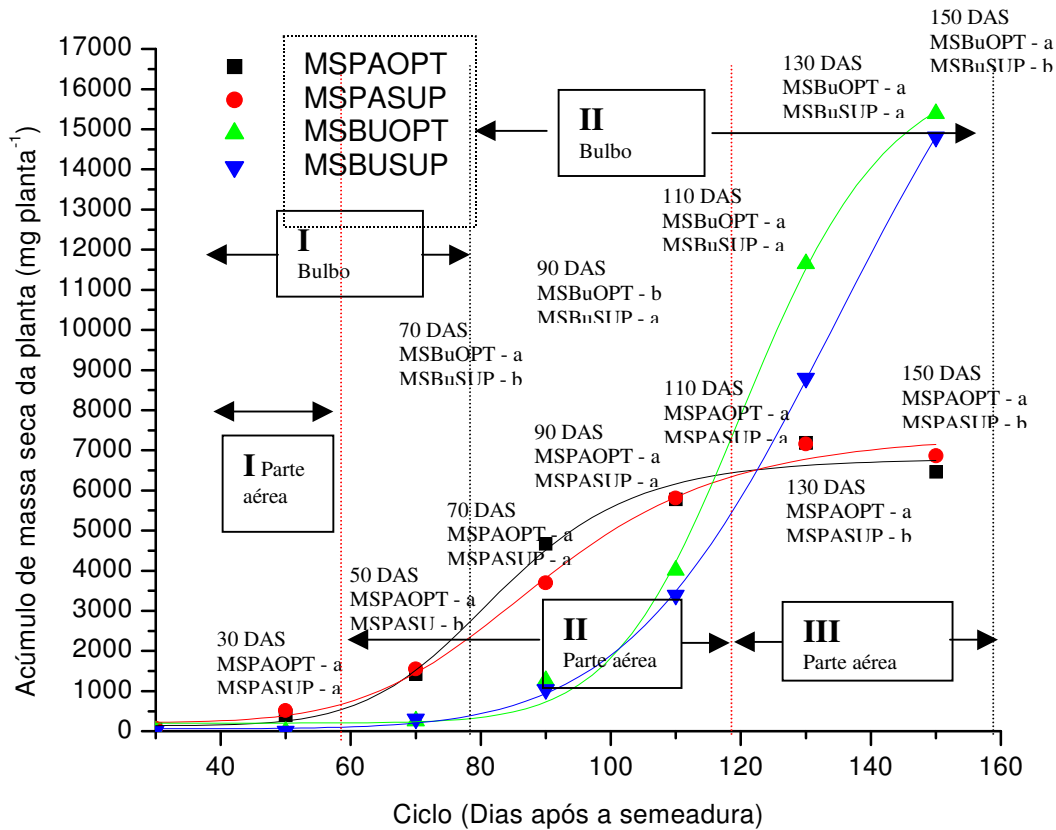 Acúmulo de massa seca da planta (mg planta⁻¹)
17000
16000
15000
14000
13000
12000
11000
10000
9000
8000
7000
6000
5000
4000
3000
2000
1000
0
MSPAOPT
MSPASUP
MSBUOPT
MSBUSUP
150 DAS
MSBuOPT - a
MSBuSUP - b
130 DAS
MSBuOPT - a
MSBuSUP - a
II
Bulbo
110 DAS
MSBuOPT - a
MSBuSUP - a
I
Bulbo
90 DAS
MSBuOPT - b
MSBuSUP - a
70 DAS
MSBuOPT - a
MSBuSUP - b
I Parte
aérea
150 DAS
MSPAOPT - a
MSPASUP - b
110 DAS
MSPAOPT - a
MSPASUP - a
90 DAS
MSPAOPT - a
MSPASUP - a
130 DAS
MSPAOPT - a
MSPASUP - b
70 DAS
MSPAOPT - a
MSPASUP - a
50 DAS
MSPAOPT - a
MSPASU - b
30 DAS
MSPAOPT - a
MSPASUP - a
II
Parte aérea
III
Parte aérea
40 60 80 100 120 140 160
Ciclo (Dias após a semeadura)